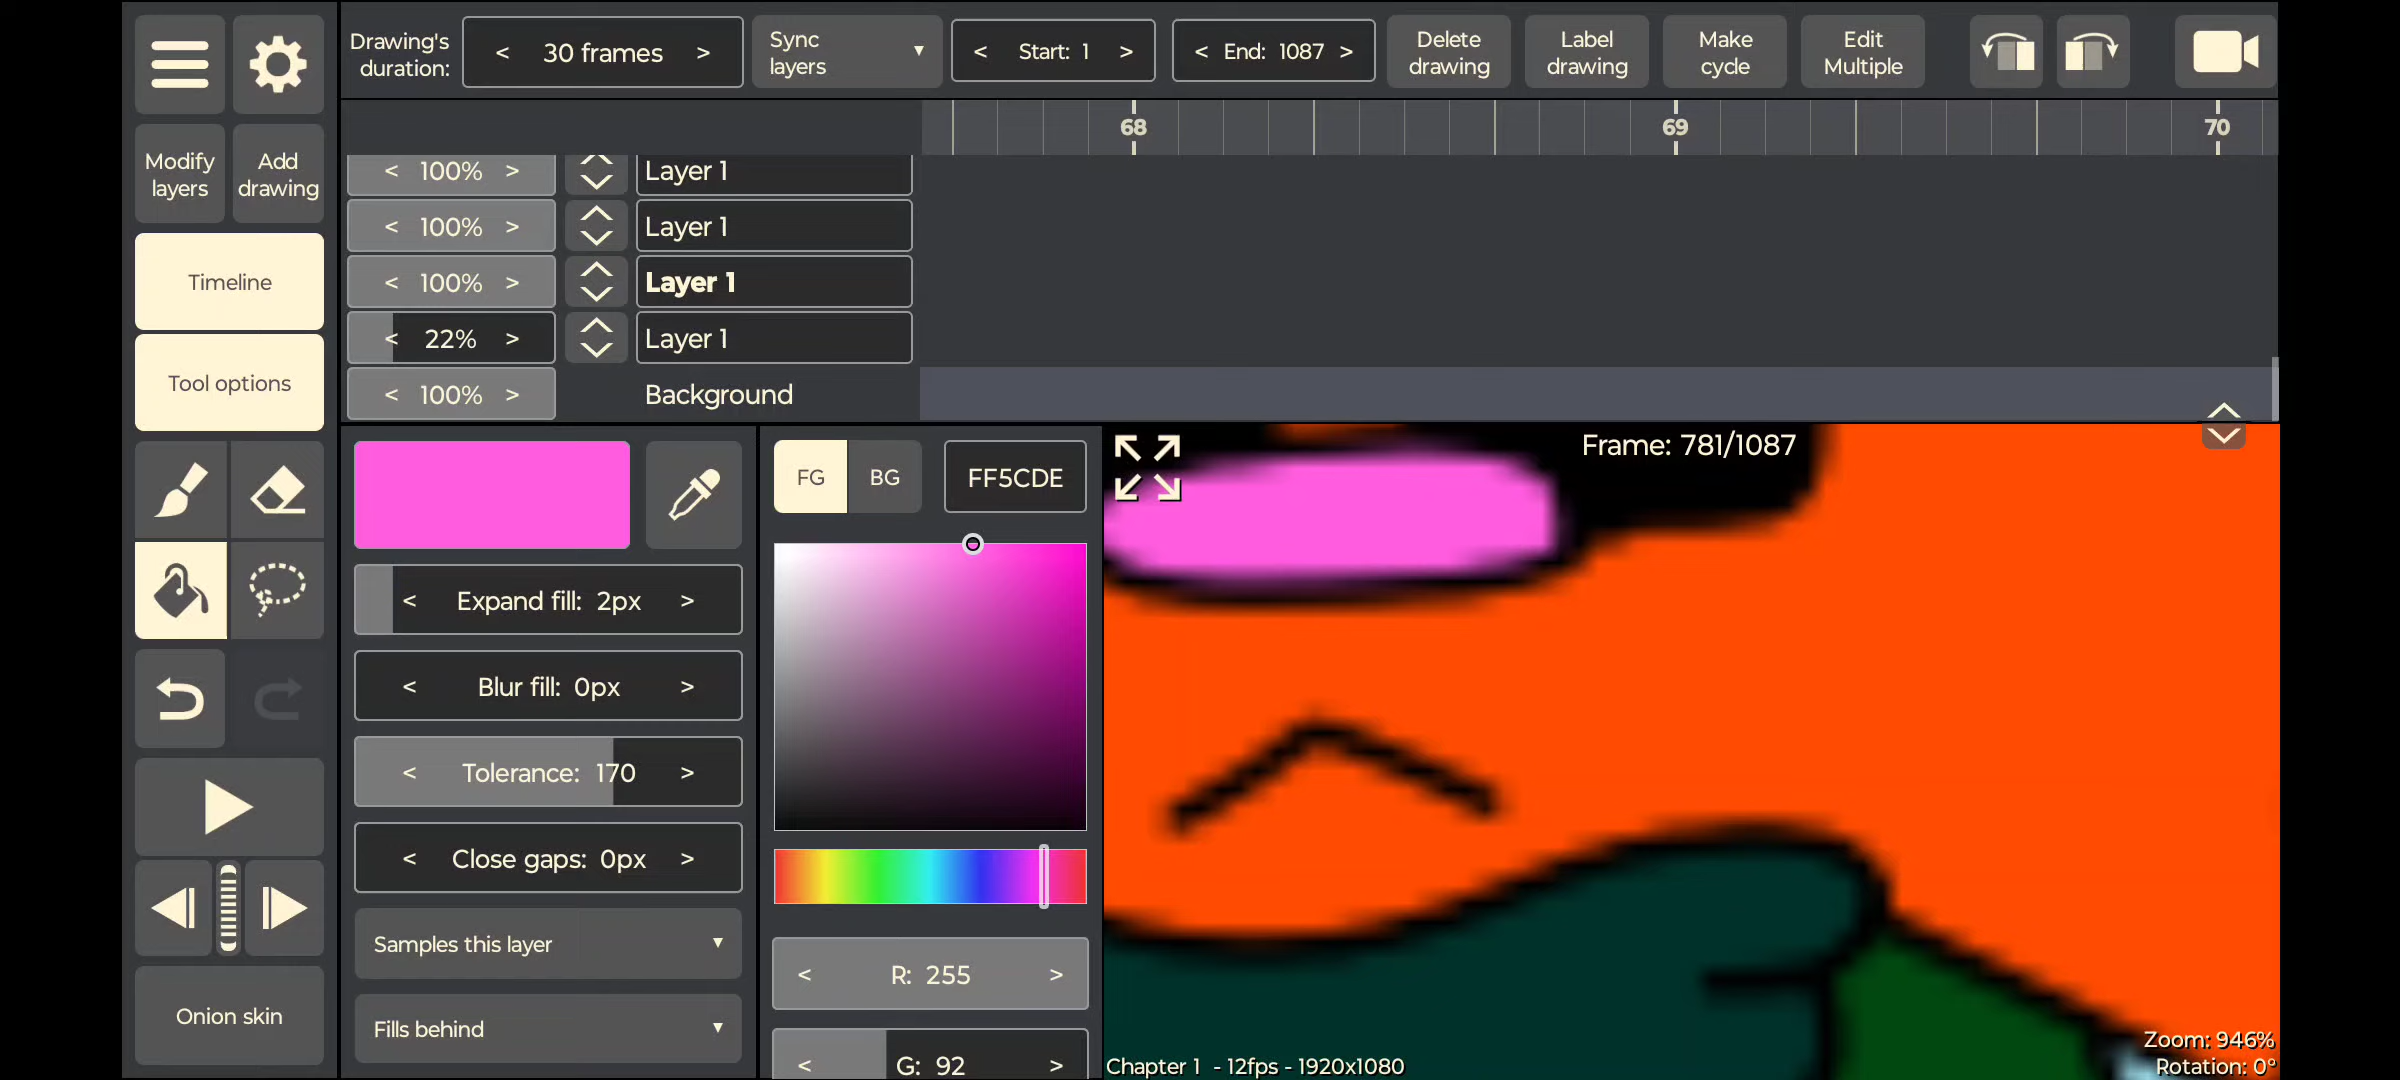 Drawing's
duration:
< 30 frames >
Sync
layers
< Start: 1 >
< End: 1087 >
Delete
drawing
Label
drawing
Make
cycle
Edit
Multiple
Modify
layers
Add
drawing
68
69
70
< 100% >
Layer 1
< 100% >
Layer 1
< 100% >
Layer 1
< 22% >
Layer 1
< 100% >
Background
Timeline
Tool options
FG
BG
FF5CDE
Frame: 781/1087
< Expand fill: 2px >
< Blur fill: 0px >
< Tolerance: 170 >
< Close gaps: 0px >
Samples this layer
Fills behind
Onion skin
< R: 255 >
< G: 92 >
Chapter 1 - 12fps - 1920x1080
Zoom: 946%
Rotation: 0°